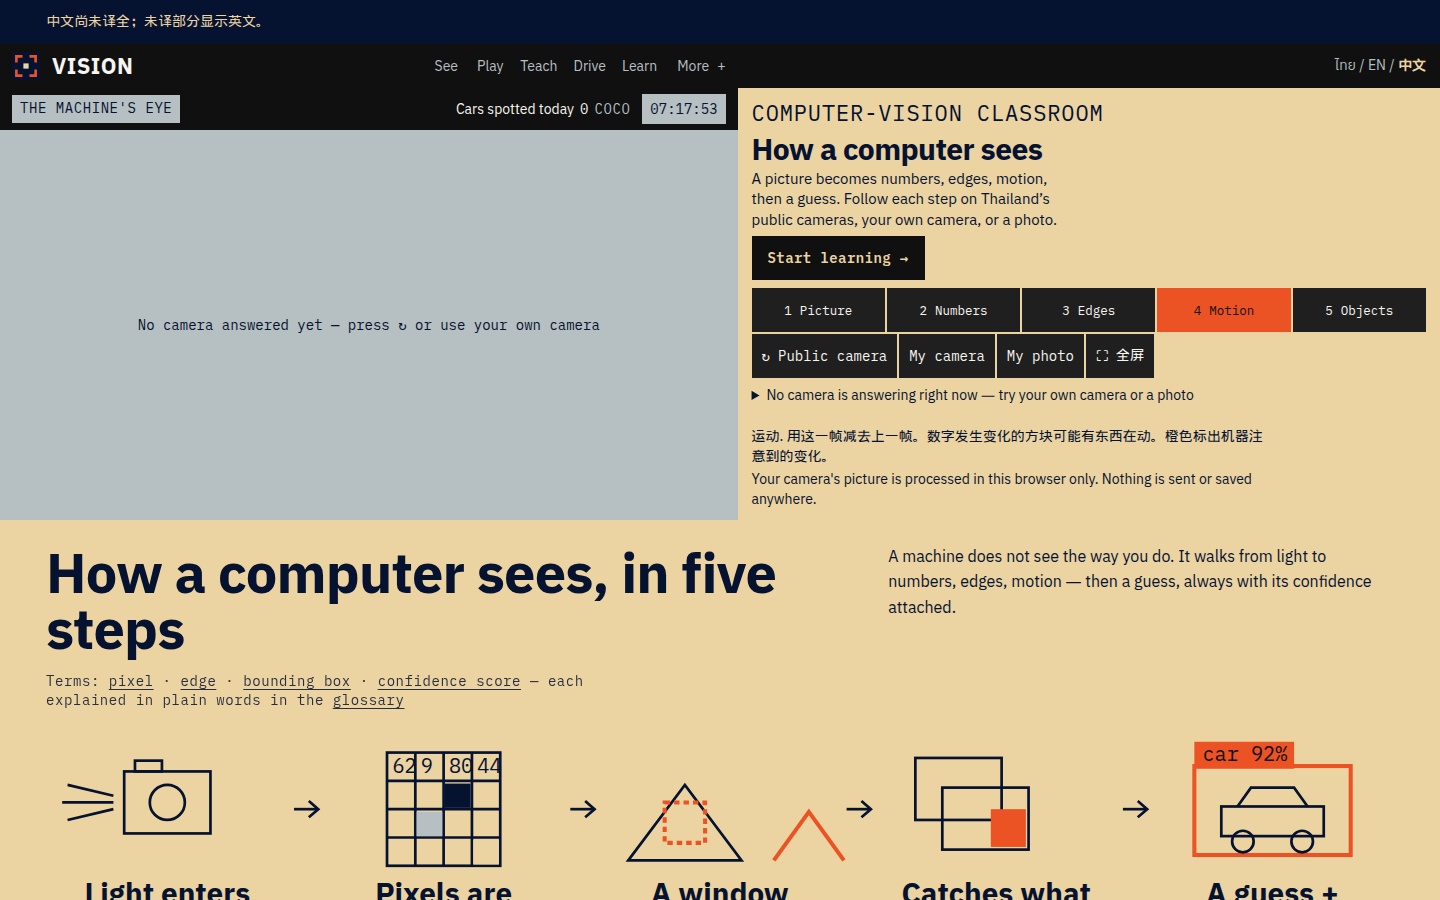 中文尚未译全；未译部分显示英文。
VISION
See Play Teach Drive Learn More +
ไทย / EN / 中文
THE MACHINE'S EYE
Cars spotted today 0 COCO 07:17:53
No camera answered yet — press ↻ or use your own camera
COMPUTER-VISION CLASSROOM
How a computer sees
A picture becomes numbers, edges, motion,
then a guess. Follow each step on Thailand's
public cameras, your own camera, or a photo.
Start learning →
1 Picture 2 Numbers 3 Edges 4 Motion 5 Objects
↻ Public camera My camera My photo ⛶ 全屏
▶ No camera is answering right now — try your own camera or a photo
运动. 用这一帧减去上一帧。数字发生变化的方块可能有东西在动。橙色标出机器注
意到的变化。
Your camera's picture is processed in this browser only. Nothing is sent or saved
anywhere.
How a computer sees, in five
steps
A machine does not see the way you do. It walks from light to
numbers, edges, motion — then a guess, always with its confidence
attached.
Terms: pixel · edge · bounding box · confidence score — each
explained in plain words in the glossary
62 9 80 44
car 92%
Light enters
Pixels are
A window
Catches what
A guess +